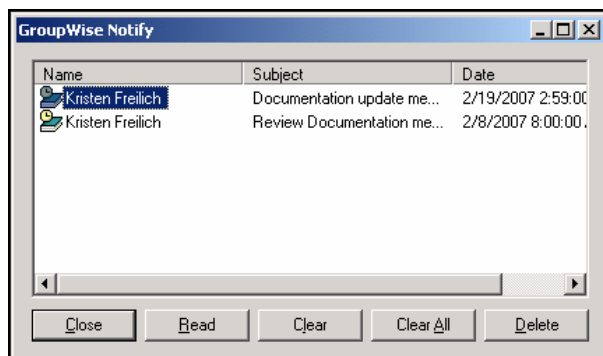 GroupWise Notify
Name Subject Date
Kristen Freilich Documentation update me... 2/19/2007 2:59:00
Kristen Freilich Review Documentation me... 2/8/2007 8:00:00.
Close Read Clear Clear All Delete